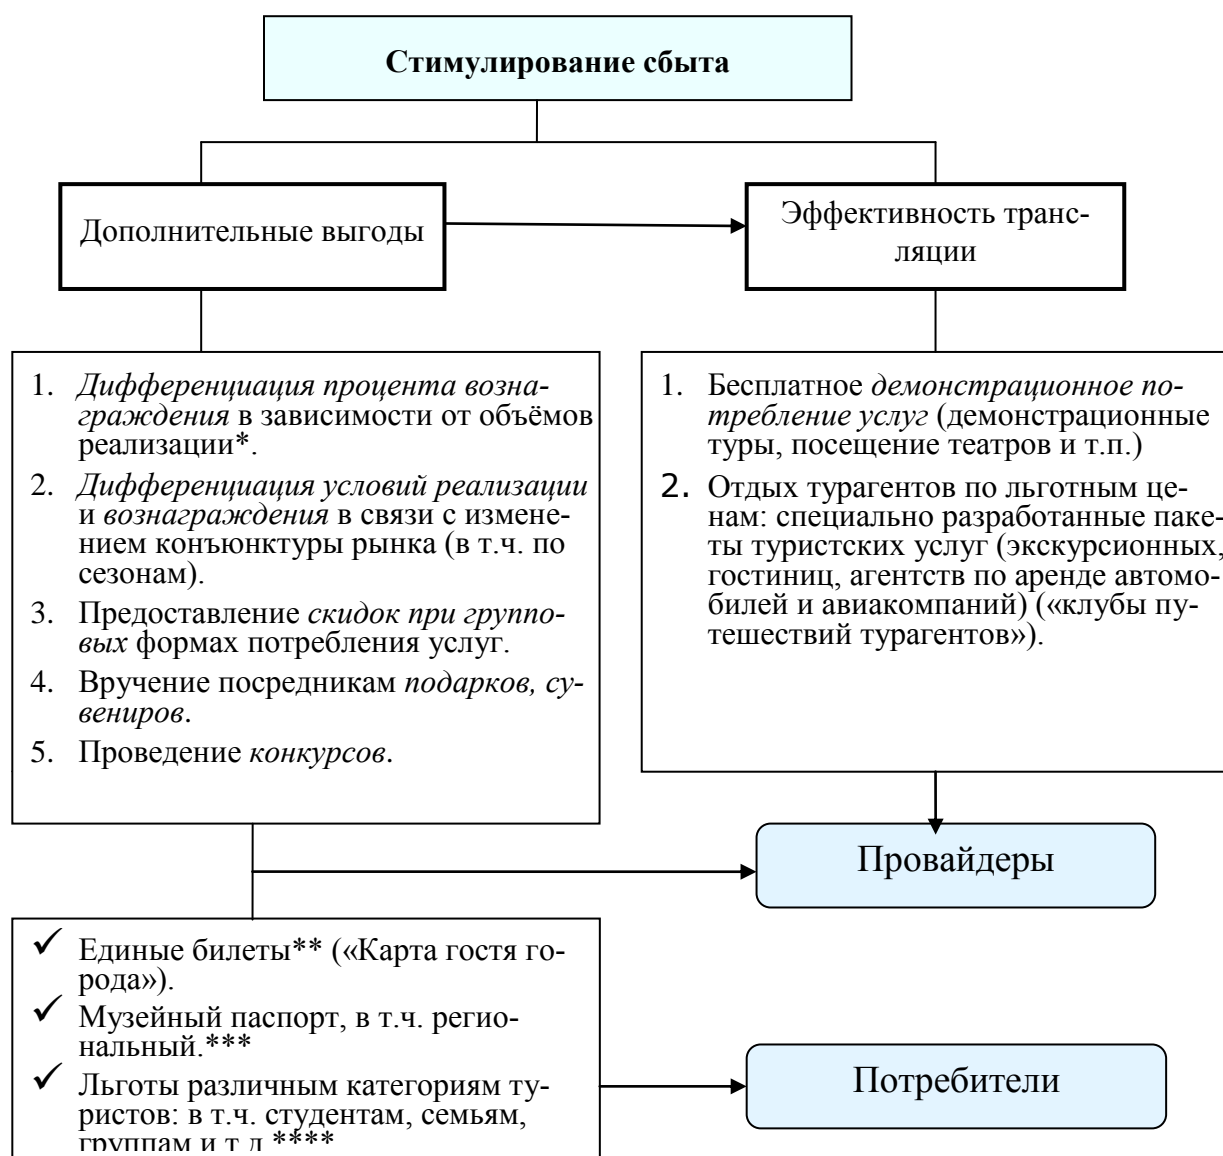 Стимулирование сбыта
Дополнительные выгоды
Эффективность транс-
ляции
1. Дифференциация процента возна-
граждения в зависимости от объёмов
реализации*.
2. Дифференциация условий реализации
и вознаграждения в связи с измене-
нием конъюнктуры рынка (в т.ч. по
сезонам).
3. Предоставление скидок при группо-
вых формах потребления услуг.
4. Вручение посредникам подарков, су-
вениров.
5. Проведение конкурсов.
1. Бесплатное демонстрационное по-
требление услуг (демонстрационные
туры, посещение театров и т.п.)
2. Отдых турагентов по льготным це-
нам: специально разработанные паке-
ты туристских услуг (экскурсионных,
гостиниц, агентств по аренде автомо-
билей и авиакомпаний) («клубы пу-
тешествий турагентов»).
Провайдеры
✓ Единые билеты** («Карта гостя го-
рода»).
✓ Музейный паспорт, в т.ч. регио-
нальный.***
✓ Льготы различным категориям ту-
ристов: в т.ч. студентам, семьям,
группам и т.д.****
Потребители